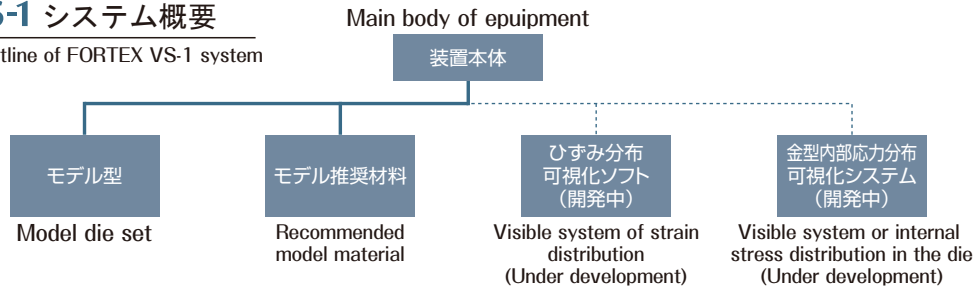 S-1 システム概要
tline of FORTEX VS-1 system
Main body of epuipment
装置本体
モデル型
Model die set
モデル推奨材料
Recommended
model material
ひずみ分布
可視化ソフト
（開発中）
Visible system of strain
distribution
(Under development)
金型内部応力分布
可視化システム
（開発中）
Visible system or internal
stress distribution in the die
(Under development)